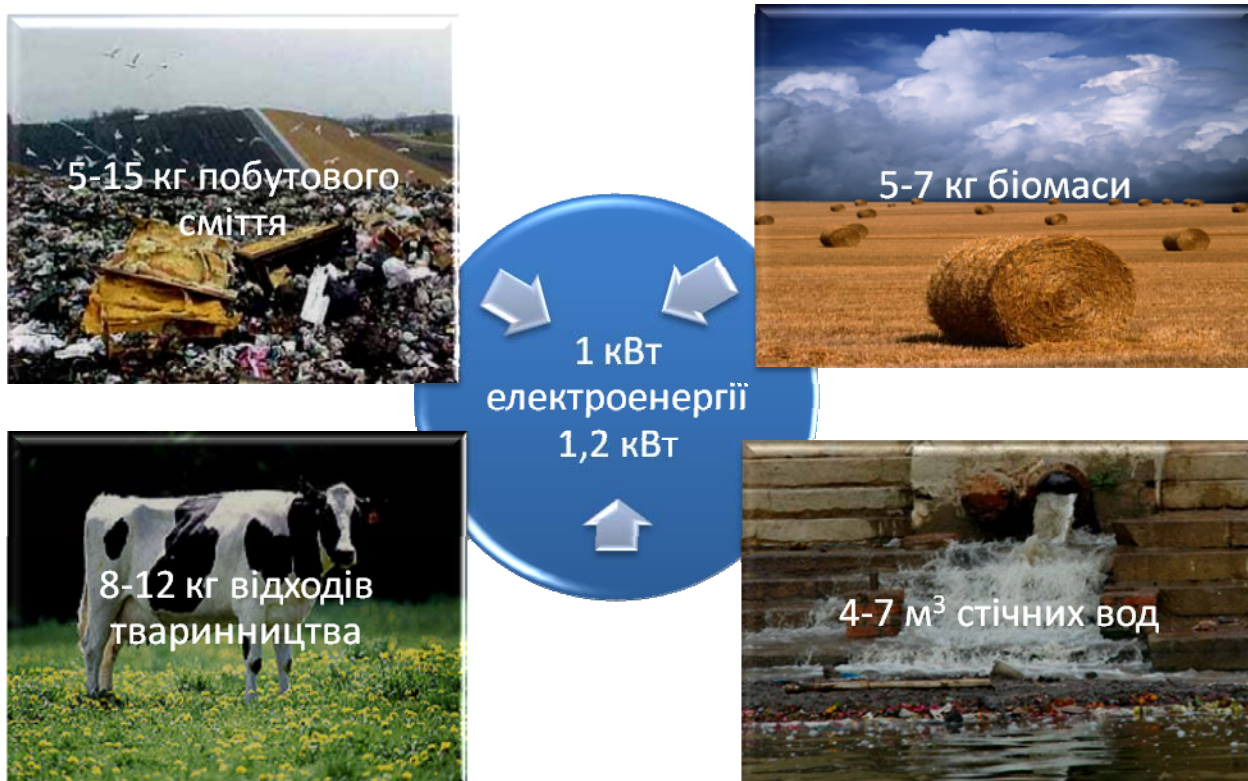 5-15 кг побутового
сміття
5-7 кг біомаси
1 кВт
електроенергії
1,2 кВт
8-12 кг відходів
тваринництва
4-7 м³ стічних вод